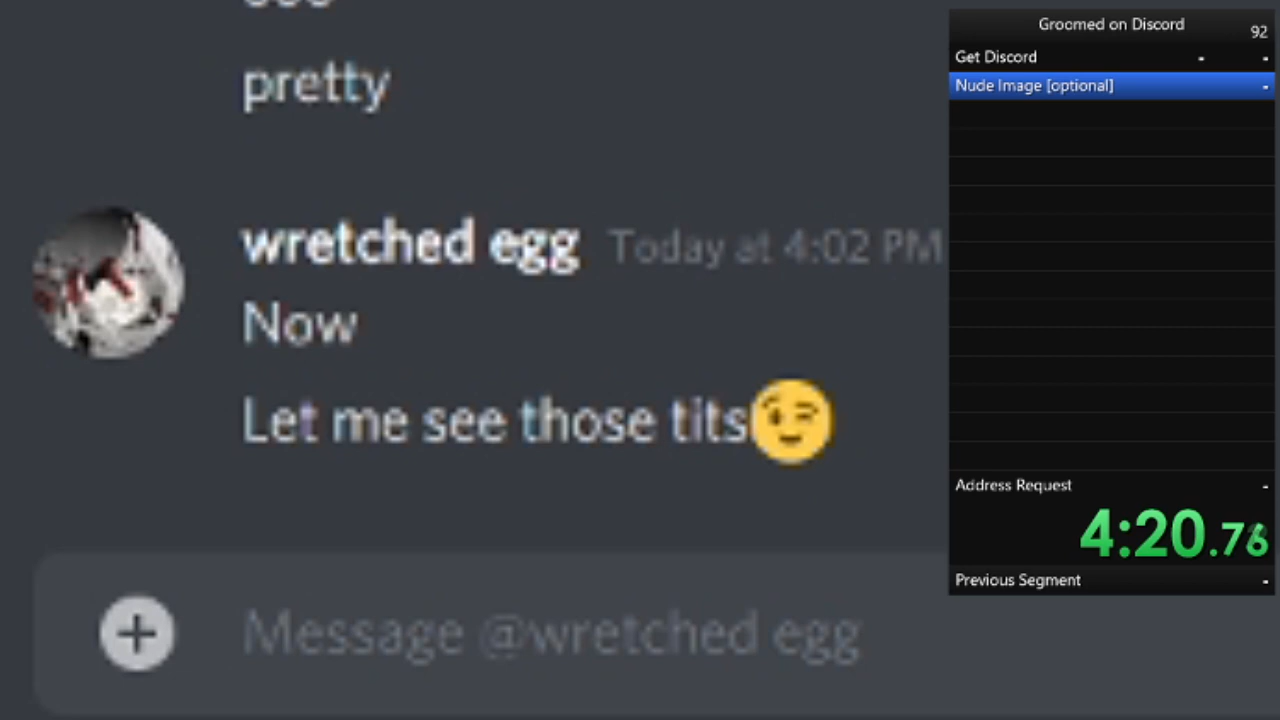 pretty
wretched egg Today at 4:02 PM
Now
Let me see those tits😉
Message @wretched egg
Groomed on Discord
92
Get Discord - -
Nude Image [optional] -
Address Request -
4:20.76
Previous Segment -